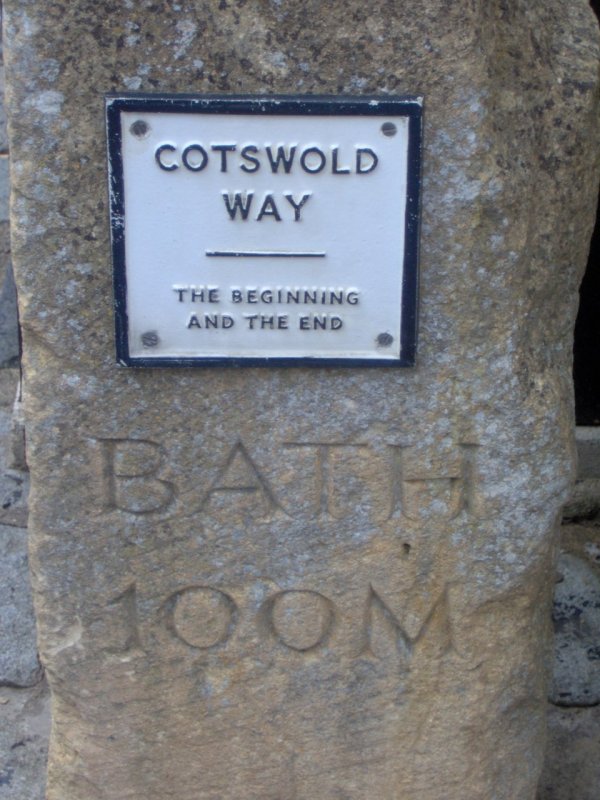 COTSWOLD
WAY
THE BEGINNING
AND THE END
BATH
100M